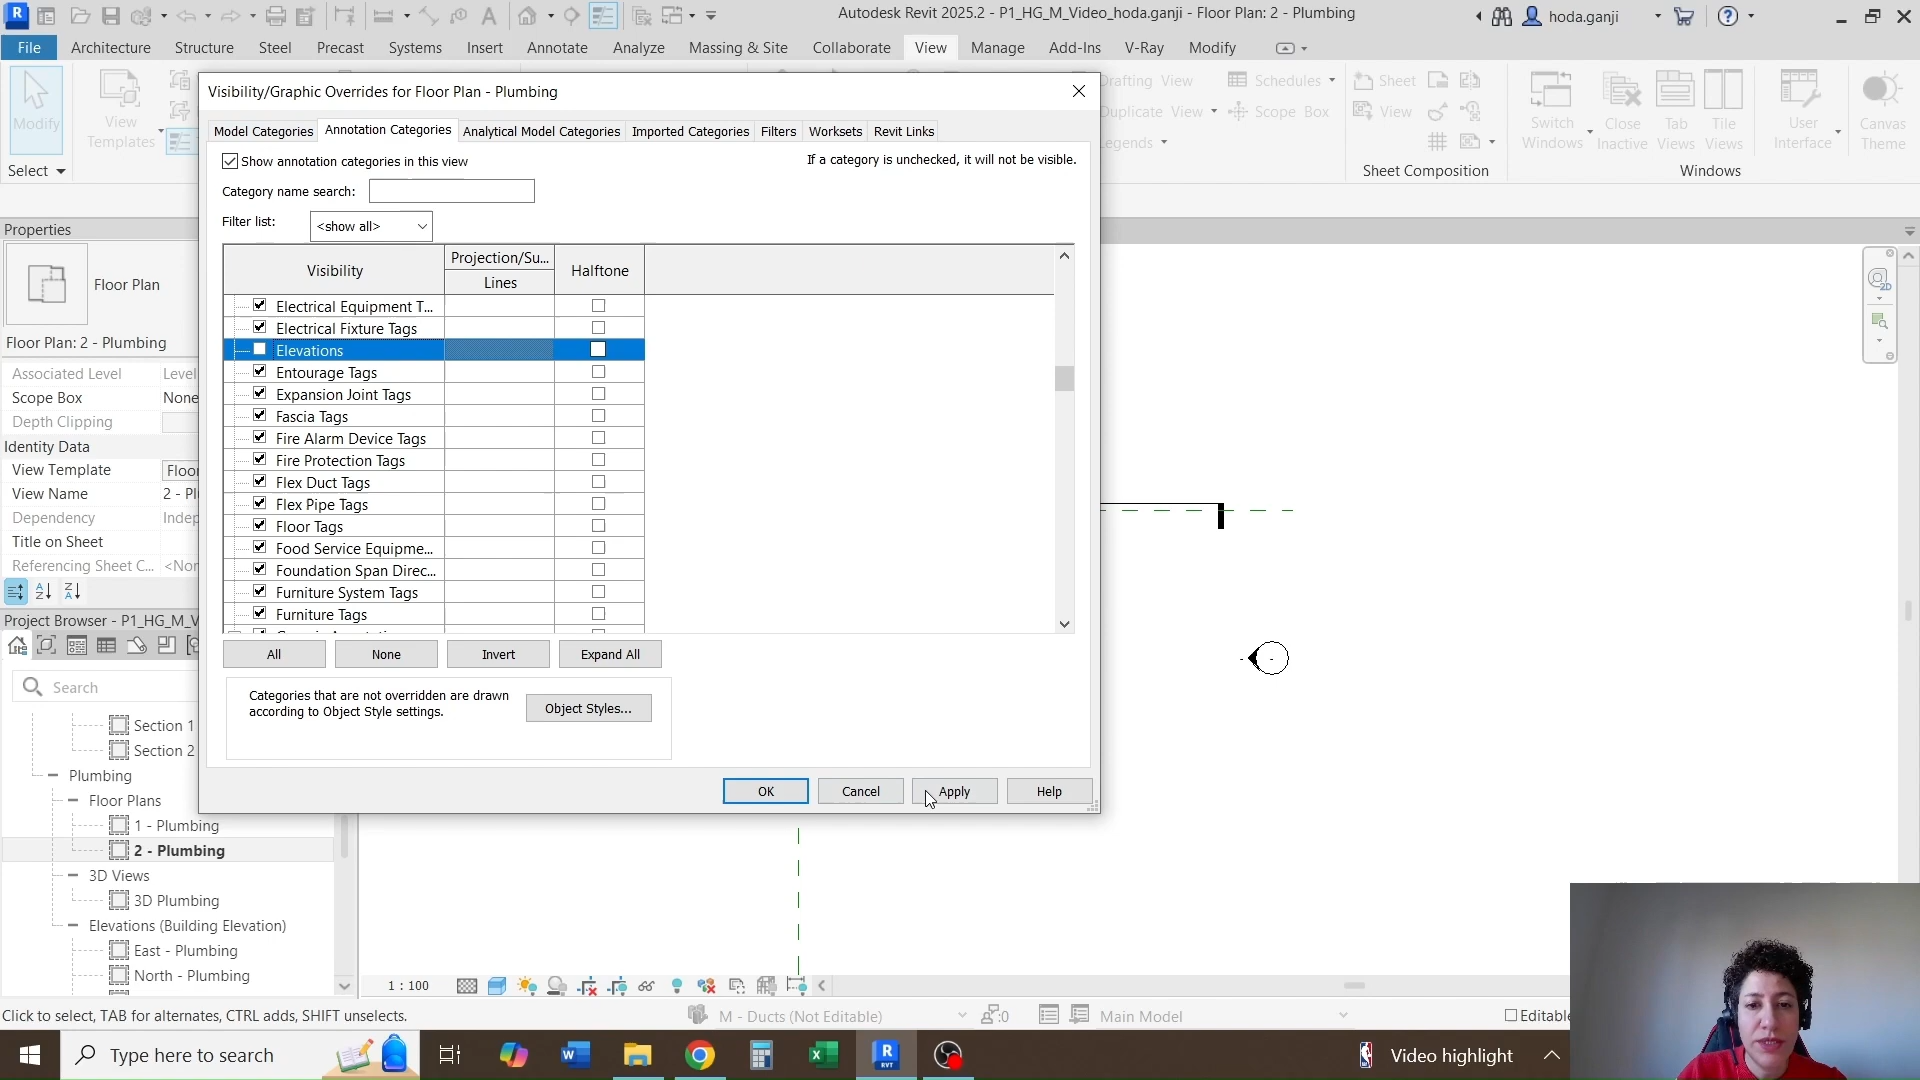 Autodesk Revit 2025.2 - P1_HG_M_Video_hoda.ganji - Floor Plan: 2 - Plumbing
hoda.ganji
File Architecture Structure Steel Precast Systems Insert Annotate Analyze Massing & Site Collaborate View Manage Add-Ins V-Ray Modify
Modify
View
Templates
Select
Drafting View
Duplicate View
Legends
Schedules
Scope Box
Sheet
View
Sheet Composition
Switch
Windows
Close
Inactive
Tab
Views
Tile
Views
User
Interface
Canvas
Theme
Windows
Visibility/Graphic Overrides for Floor Plan - Plumbing
Model Categories Annotation Categories Analytical Model Categories Imported Categories Filters Worksets Revit Links
Show annotation categories in this view
If a category is unchecked, it will not be visible.
Category name search:
Filter list: <show all>
Visibility
Projection/Su...
Lines
Halftone
Electrical Equipment T...
Electrical Fixture Tags
Elevations
Entourage Tags
Expansion Joint Tags
Fascia Tags
Fire Alarm Device Tags
Fire Protection Tags
Flex Duct Tags
Flex Pipe Tags
Floor Tags
Food Service Equipme...
Foundation Span Direc...
Furniture System Tags
Furniture Tags
All None Invert Expand All
Categories that are not overridden are drawn
according to Object Style settings.
Object Styles...
OK Cancel Apply Help
Properties
Floor Plan
Floor Plan: 2 - Plumbing
Associated Level Level
Scope Box None
Depth Clipping
Identity Data
View Template Floo
View Name 2 - Pl
Dependency Indep
Title on Sheet
Referencing Sheet C... <Nor
Project Browser - P1_HG_M_V
Search
Section 1
Section 2
Plumbing
Floor Plans
1 - Plumbing
2 - Plumbing
3D Views
3D Plumbing
Elevations (Building Elevation)
East - Plumbing
North - Plumbing
1 : 100
Click to select, TAB for alternates, CTRL adds, SHIFT unselects.
M - Ducts (Not Editable)
:0
Main Model
Editable
Type here to search
Video highlight